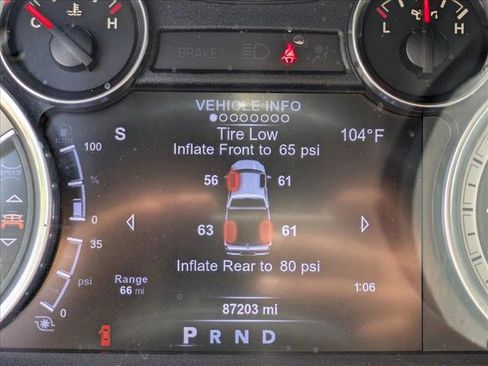 C H
BRAKE
L H
VEHICLE INFO
S Tire Low 104°F
Inflate Front to 65 psi
100
%
0
56 61
63 61
35
psi
0
Inflate Rear to 80 psi
Range
66 mi
1:06
87203 mi
P R N D